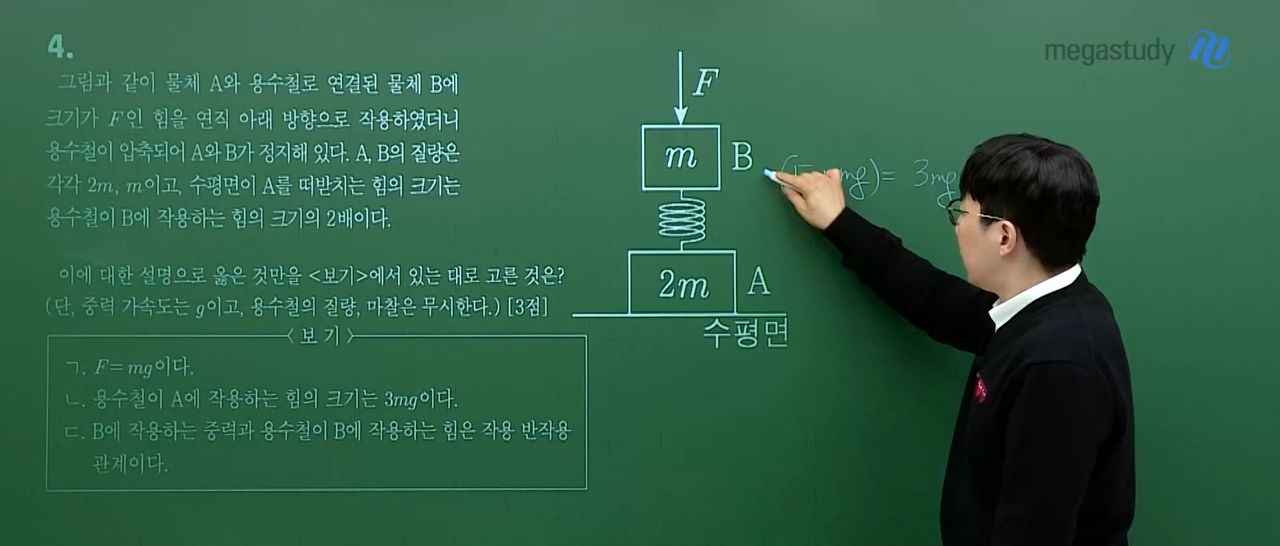 4.
megastudy
그림과 같이 물체 A와 용수철로 연결된 물체 B에
크기가 F인 힘을 연직 아래 방향으로 작용하였더니
용수철이 압축되어 A와 B가 정지해 있다. A, B의 질량은
각각 2m, m이고, 수평면이 A를 떠받치는 힘의 크기는
용수철이 B에 작용하는 힘의 크기의 2배이다.
이에 대한 설명으로 옳은 것만을 <보기>에서 있는 대로 고른 것은?
(단, 중력 가속도는 g이고, 용수철의 질량, 마찰은 무시한다.) [3점]
<보기>
ㄱ. F=mg이다.
ㄴ. 용수철이 A에 작용하는 힘의 크기는 3mg이다.
ㄷ. B에 작용하는 중력과 용수철이 B에 작용하는 힘은 작용 반작용
관계이다.
F
m B
mg)= 3mg
2m A
수평면